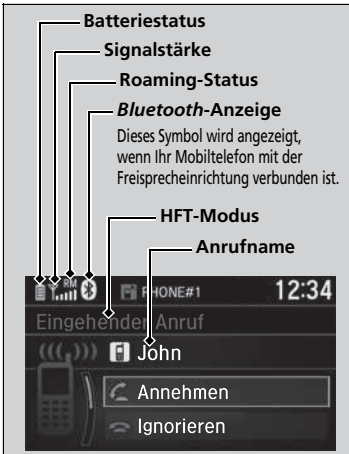 Batteriestatus
Signalstärke
Roaming-Status
Bluetooth-Anzeige
Dieses Symbol wird angezeigt,
wenn Ihr Mobiltelefon mit der
Freisprecheinrichtung verbunden ist.
HFT-Modus
Anrufname
RM PHONE#1 12:34
Eingehender Anruf
John
Annehmen
Ignorieren